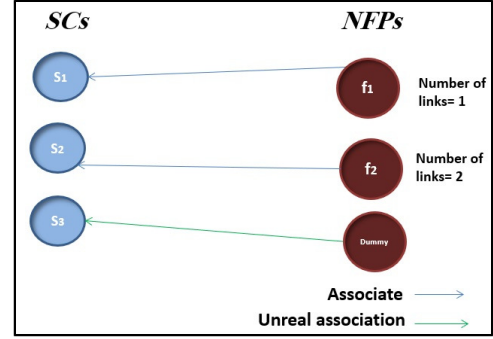 SCs NFPs
S1 f1 Number of
links= 1
S2 f2 Number of
links= 2
S3 Dummy
Associate
Unreal association